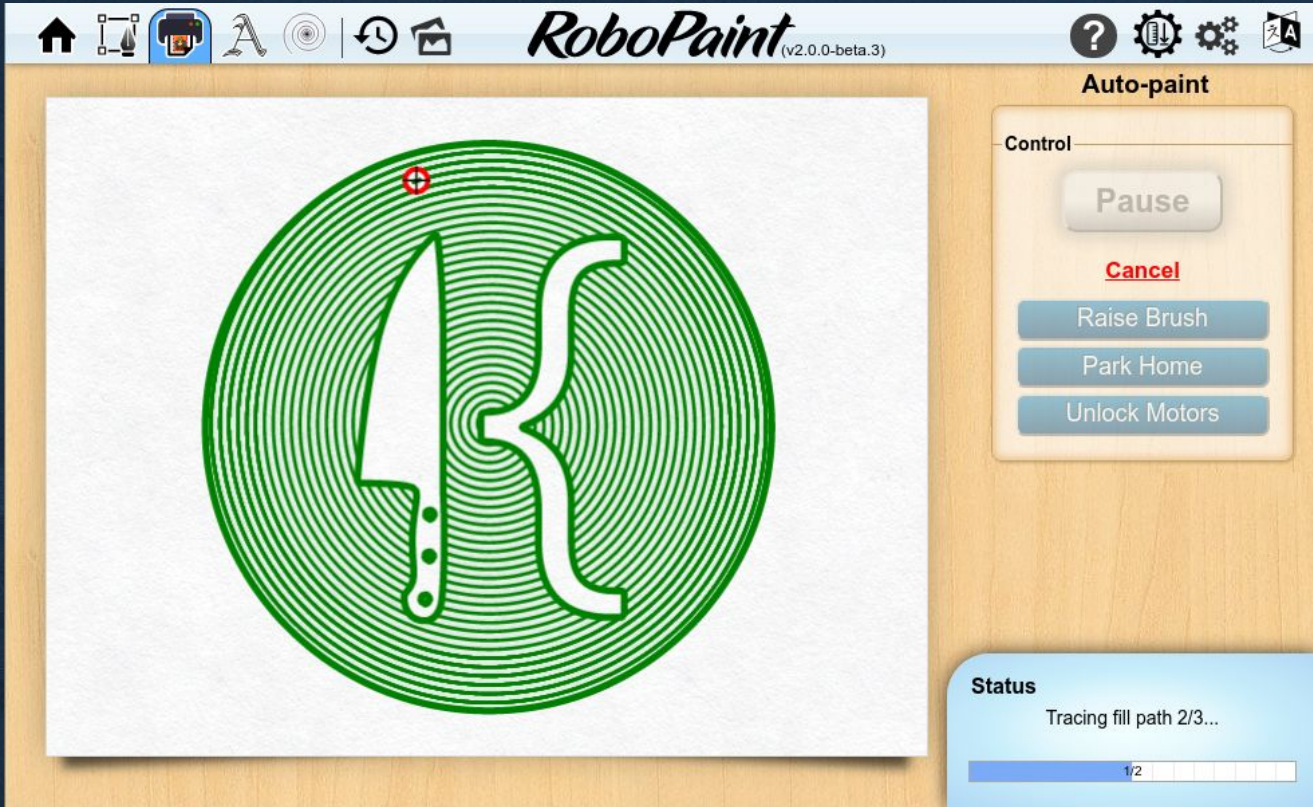 RoboPaint(v2.0.0-beta.3)
Auto-paint
Control
Pause
Cancel
Raise Brush
Park Home
Unlock Motors
Status
Tracing fill path 2/3...
1/2